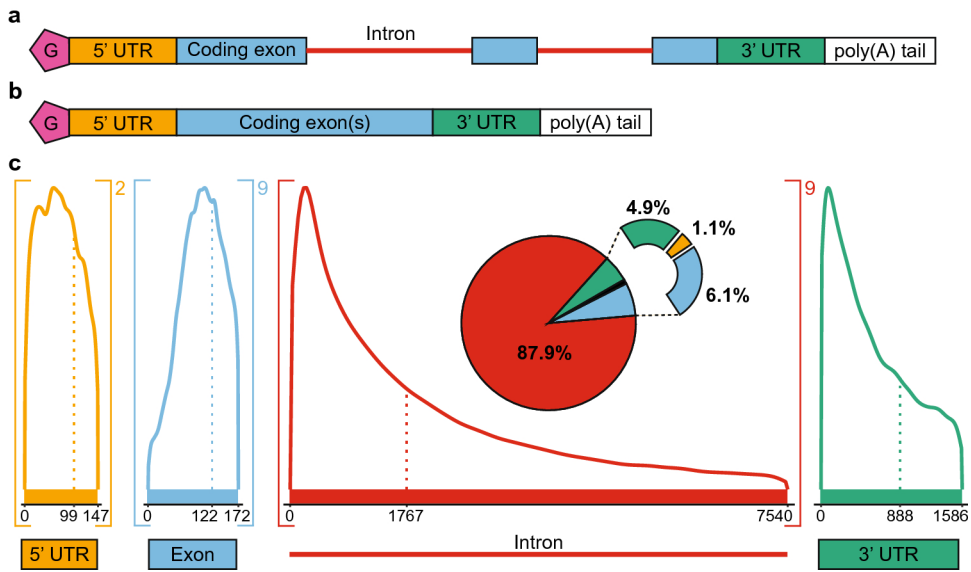 a
Intron
G 5’ UTR Coding exon 3’ UTR poly(A) tail
b
G 5’ UTR Coding exon(s) 3’ UTR poly(A) tail
c
2 9 9
4.9%
1.1%
6.1%
87.9%
0 99 147 0 122 172 0 1767 7540 0 888 1586
5’ UTR Exon Intron 3’ UTR